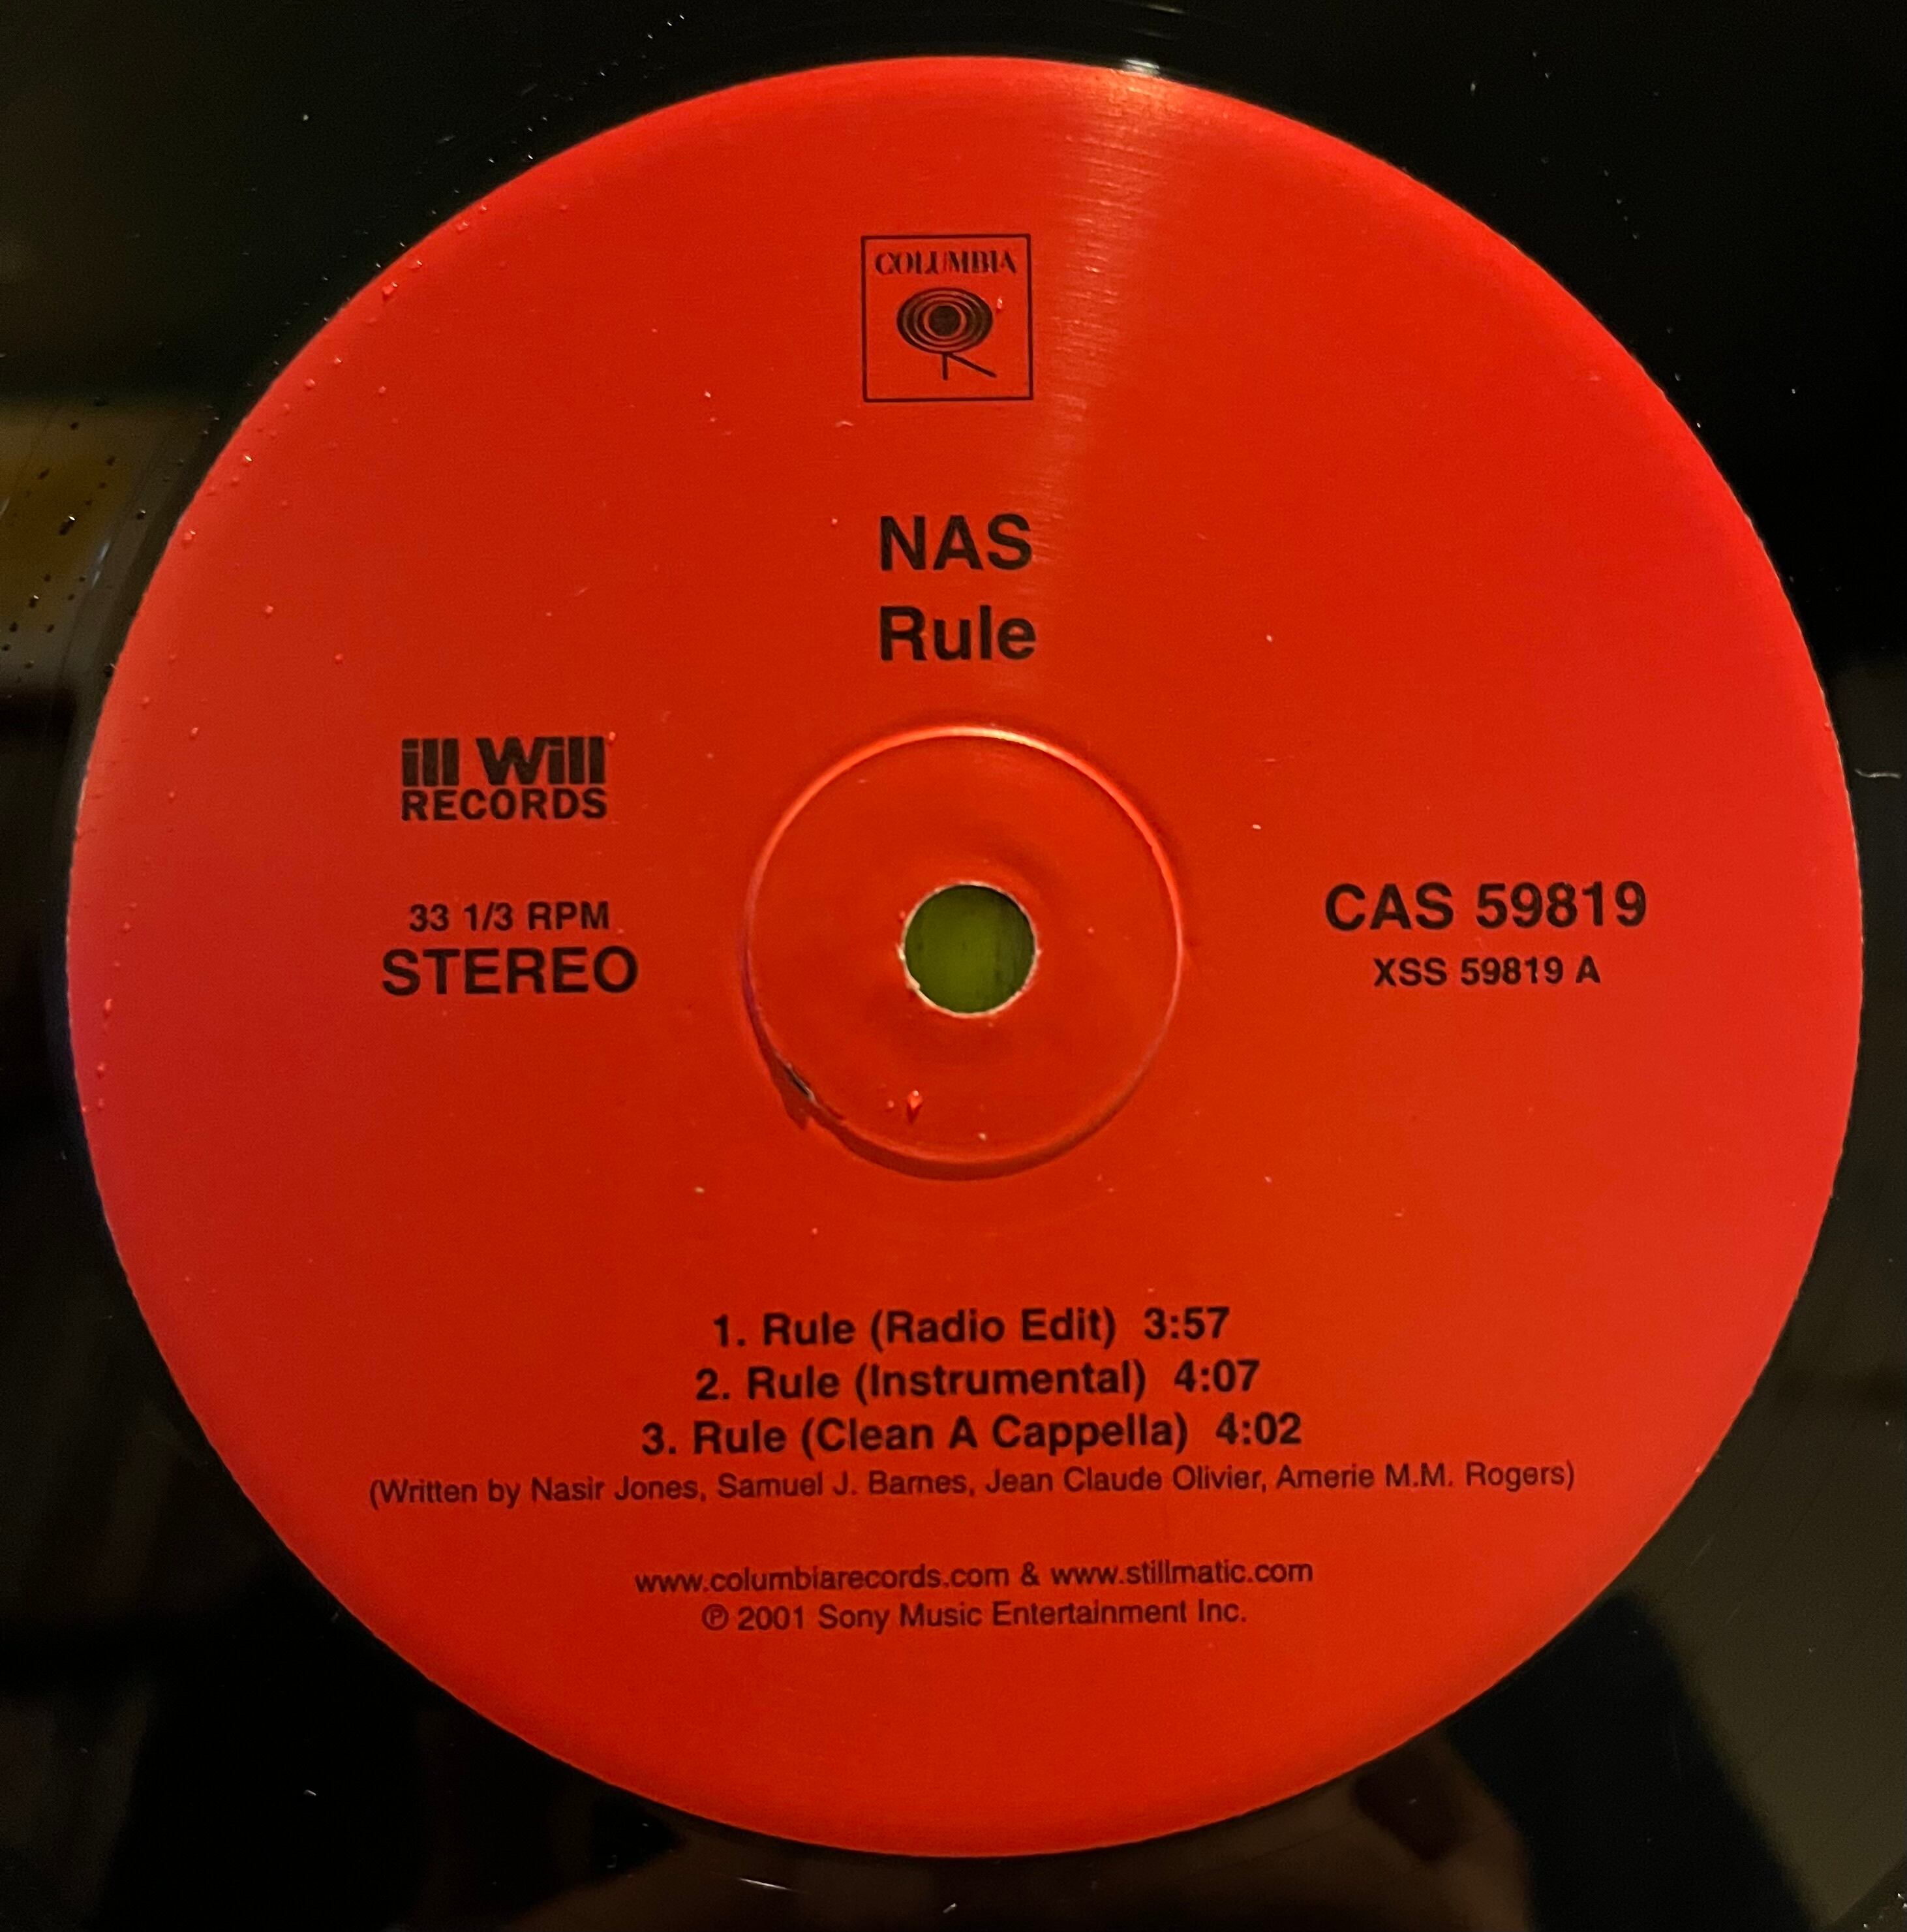 COLUMBIA
NAS
Rule
ill Will
RECORDS
33 1/3 RPM
STEREO
CAS 59819
XSS 59819 A
1. Rule (Radio Edit) 3:57
2. Rule (Instrumental) 4:07
3. Rule (Clean A Cappella) 4:02
(Written by Nasir Jones, Samuel J. Barnes, Jean Claude Olivier, Amerie M.M. Rogers)
www.columbiarecords.com & www.stillmatic.com
℗ 2001 Sony Music Entertainment Inc.